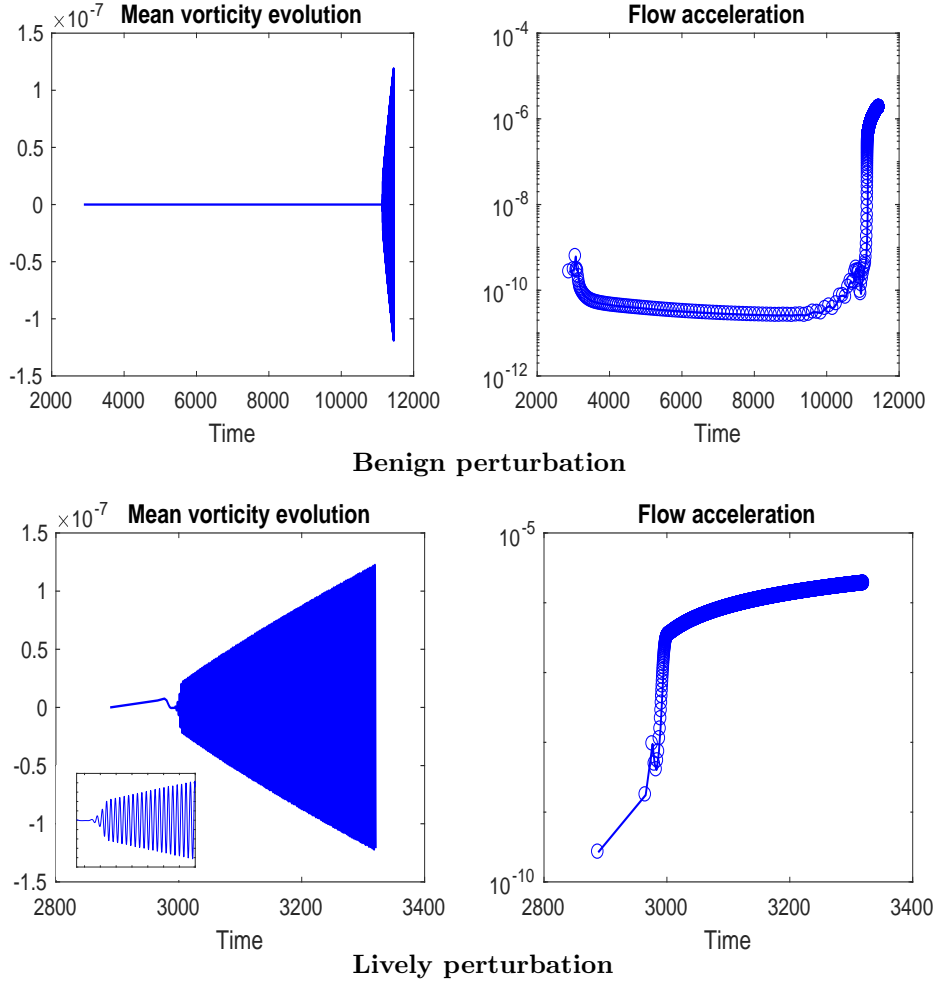 Mean vorticity evolution
Flow acceleration
×10^-7
1.5
1
0.5
0
-0.5
-1
-1.5
2000 4000 6000 8000 10000 12000
Time
10^-4
10^-6
10^-8
10^-10
10^-12
2000 4000 6000 8000 10000 12000
Time
Benign perturbation
Mean vorticity evolution
Flow acceleration
×10^-7
1.5
1
0.5
0
-0.5
-1
-1.5
2800 3000 3200 3400
Time
10^-5
10^-10
2800 3000 3200 3400
Time
Lively perturbation